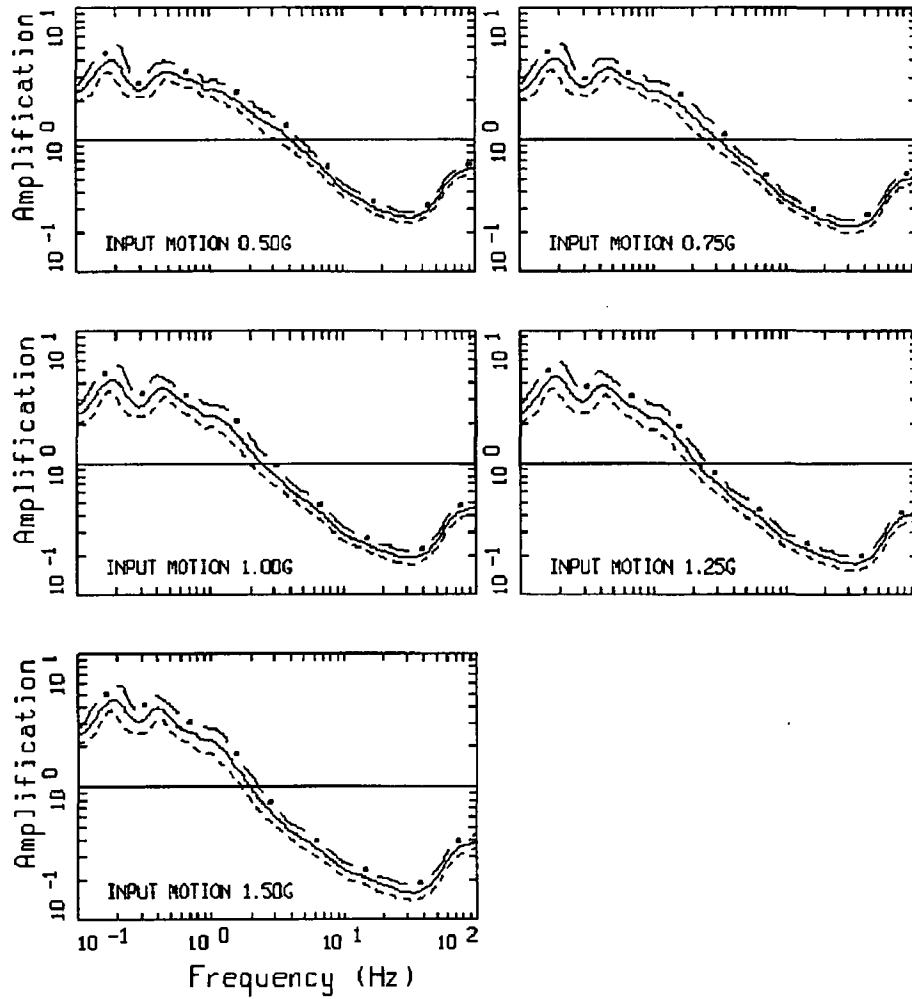 Amplification
10 1
10 0
10 -1
INPUT MOTION 0.50G
10 1
10 0
10 -1
INPUT MOTION 0.75G
Amplification
10 1
10 0
10 -1
INPUT MOTION 1.00G
10 1
10 0
10 -1
INPUT MOTION 1.25G
Amplification
10 1
10 0
10 -1
INPUT MOTION 1.50G
10 -1
10 0
10 1
10 2
Frequency (Hz)